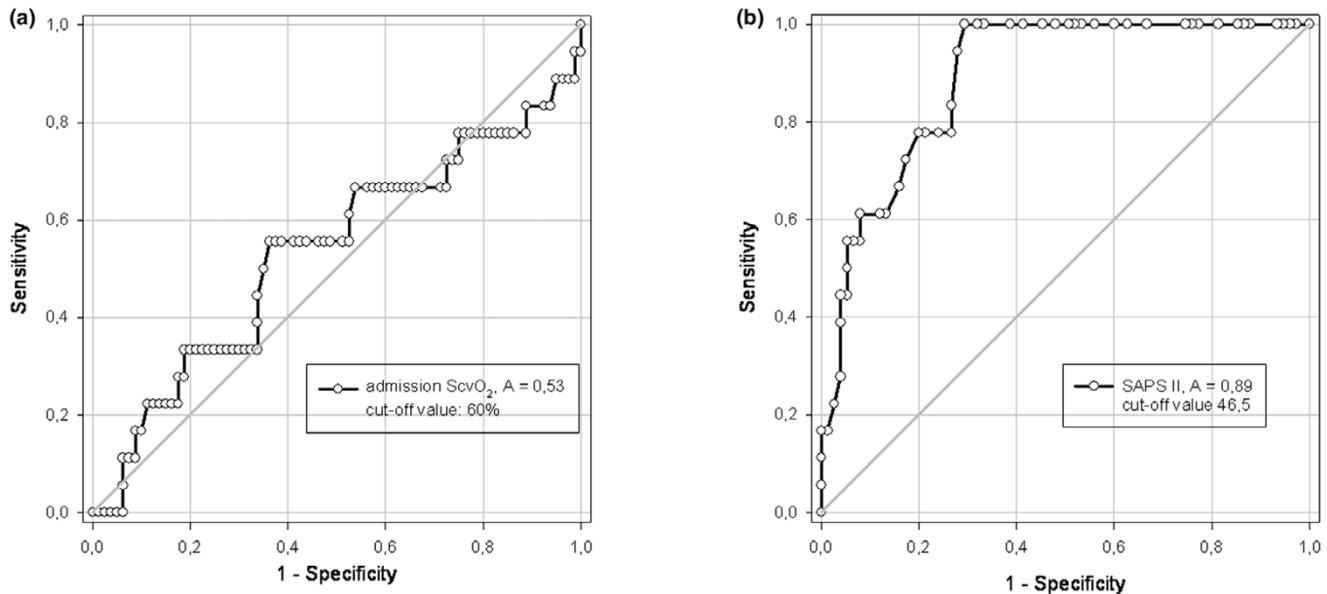 (a)
1,0
0,8
0,6
0,4
0,2
0,0
Sensitivity
admission ScvO₂, A = 0,53
cut-off value: 60%
0,0 0,2 0,4 0,6 0,8 1,0
1 - Specificity
(b)
1,0
0,8
0,6
0,4
0,2
0,0
Sensitivity
SAPS II, A = 0,89
cut-off value 46,5
0,0 0,2 0,4 0,6 0,8 1,0
1 - Specificity